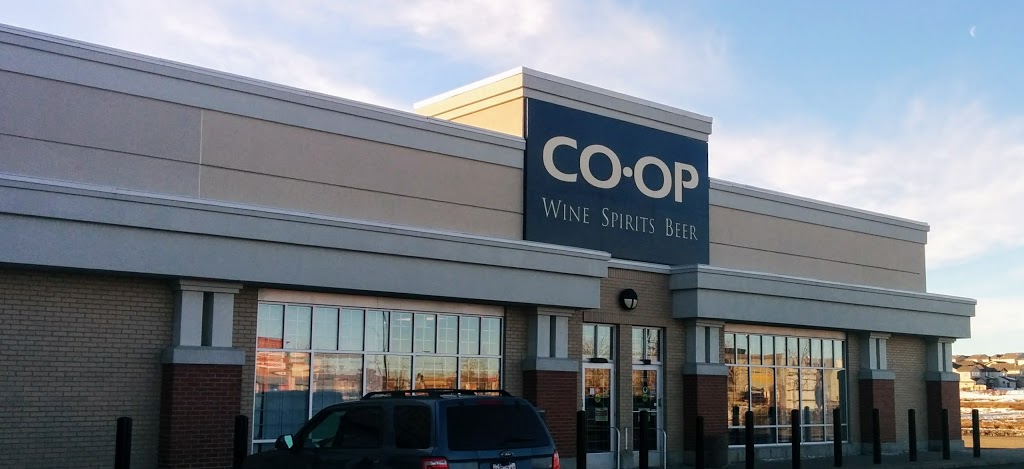 CO•OP
WINE SPIRITS BEER